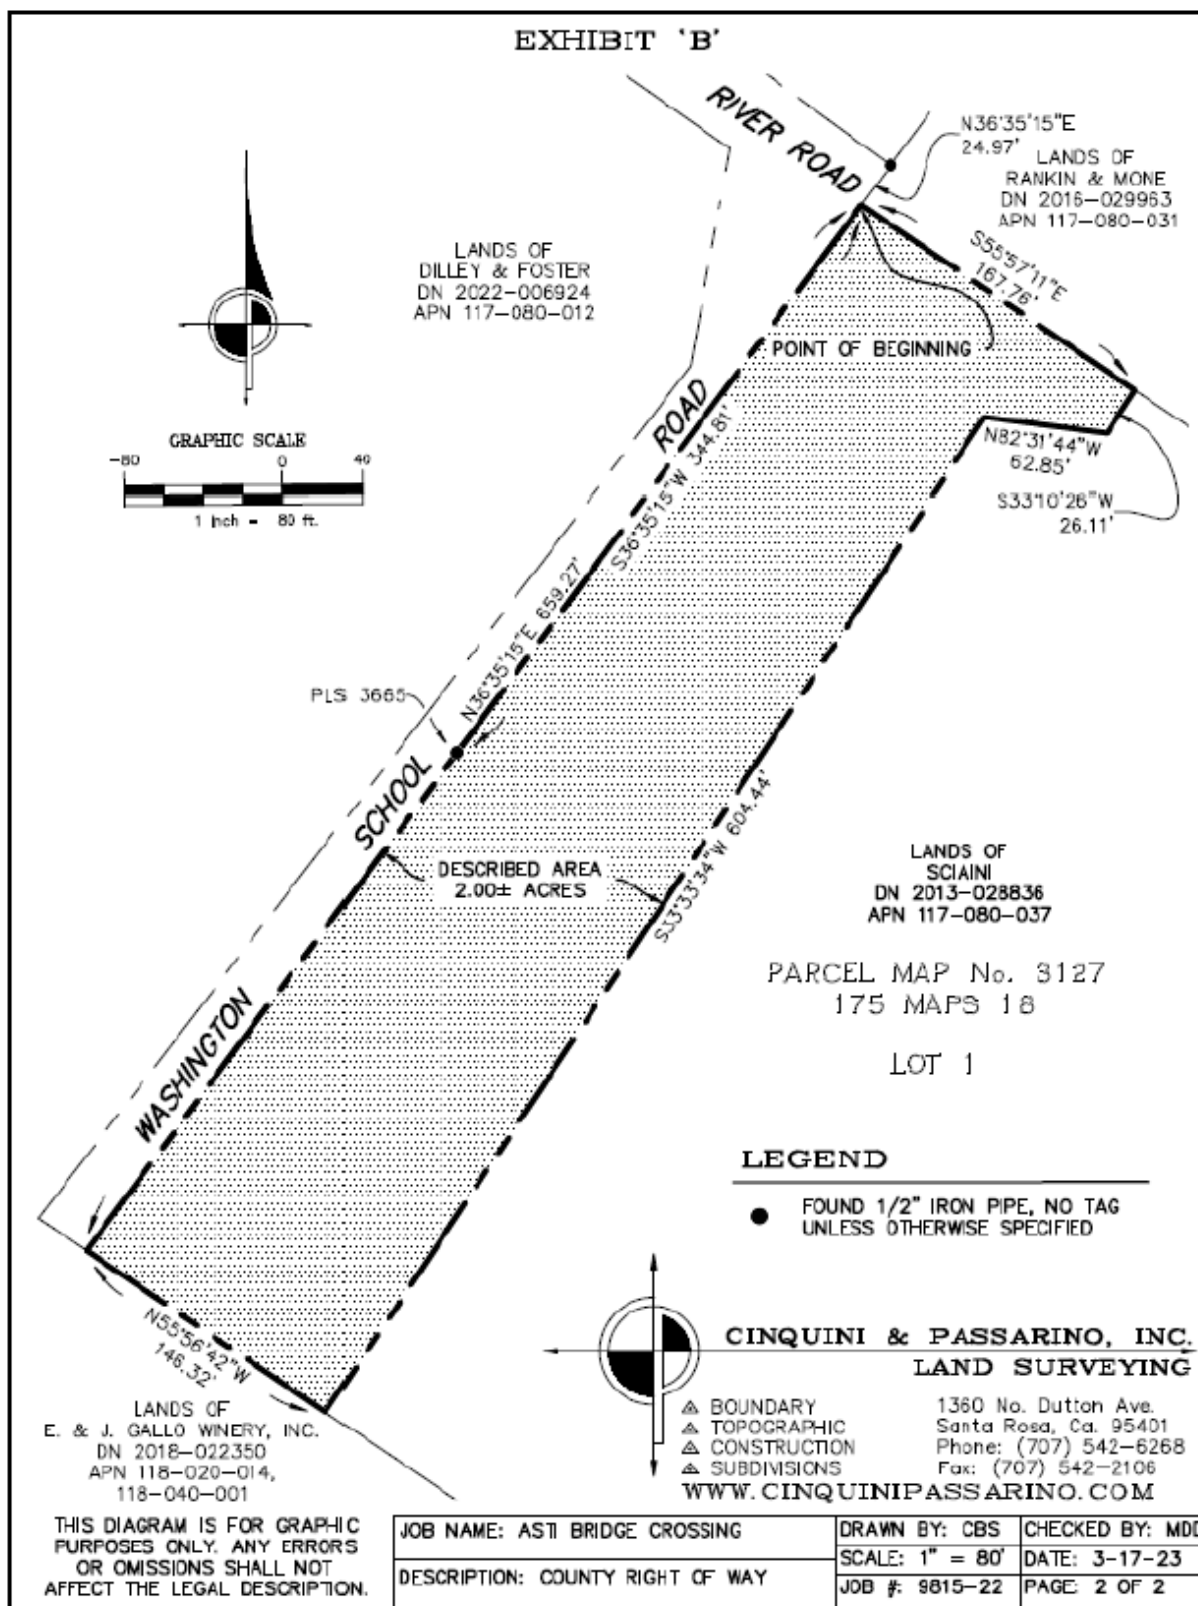 EXHIBIT 'B'
RIVER ROAD
N36°35'15"E
24.97'
LANDS OF
RANKIN & MONE
DN 2016-029963
APN 117-080-031
S55°57'11"E
167.76'
LANDS OF
DILLEY & FOSTER
DN 2022-006924
APN 117-080-012
POINT OF BEGINNING
GRAPHIC SCALE
-80 0 40
1 inch = 80 ft.
N82°31'44"W
62.85'
S33°10'26"W
26.11'
WASHINGTON SCHOOL ROAD
S36°35'15"W 344.81'
N36°35'15"E 659.27'
PLS 3665
DESCRIBED AREA
2.00± ACRES
S33°33'34"W 604.44'
LANDS OF
SCIAINI
DN 2013-028836
APN 117-080-037
PARCEL MAP No. 3127
175 MAPS 18
LOT 1
LEGEND
FOUND 1/2" IRON PIPE, NO TAG
UNLESS OTHERWISE SPECIFIED
N55°56'42"W
146.32'
LANDS OF
E. & J. GALLO WINERY, INC.
DN 2018-022350
APN 118-020-014,
118-040-001
CINQUINI & PASSARINO, INC.
LAND SURVEYING
BOUNDARY
TOPOGRAPHIC
CONSTRUCTION
SUBDIVISIONS
1360 No. Dutton Ave.
Santa Rosa, Ca. 95401
Phone: (707) 542-6268
Fax: (707) 542-2106
WWW.CINQUINIPASSARINO.COM
THIS DIAGRAM IS FOR GRAPHIC
PURPOSES ONLY. ANY ERRORS
OR OMISSIONS SHALL NOT
AFFECT THE LEGAL DESCRIPTION.
JOB NAME: ASTI BRIDGE CROSSING
DESCRIPTION: COUNTY RIGHT OF WAY
DRAWN BY: CBS
CHECKED BY: MDD
SCALE: 1" = 80'
DATE: 3-17-23
JOB #: 9815-22
PAGE: 2 OF 2